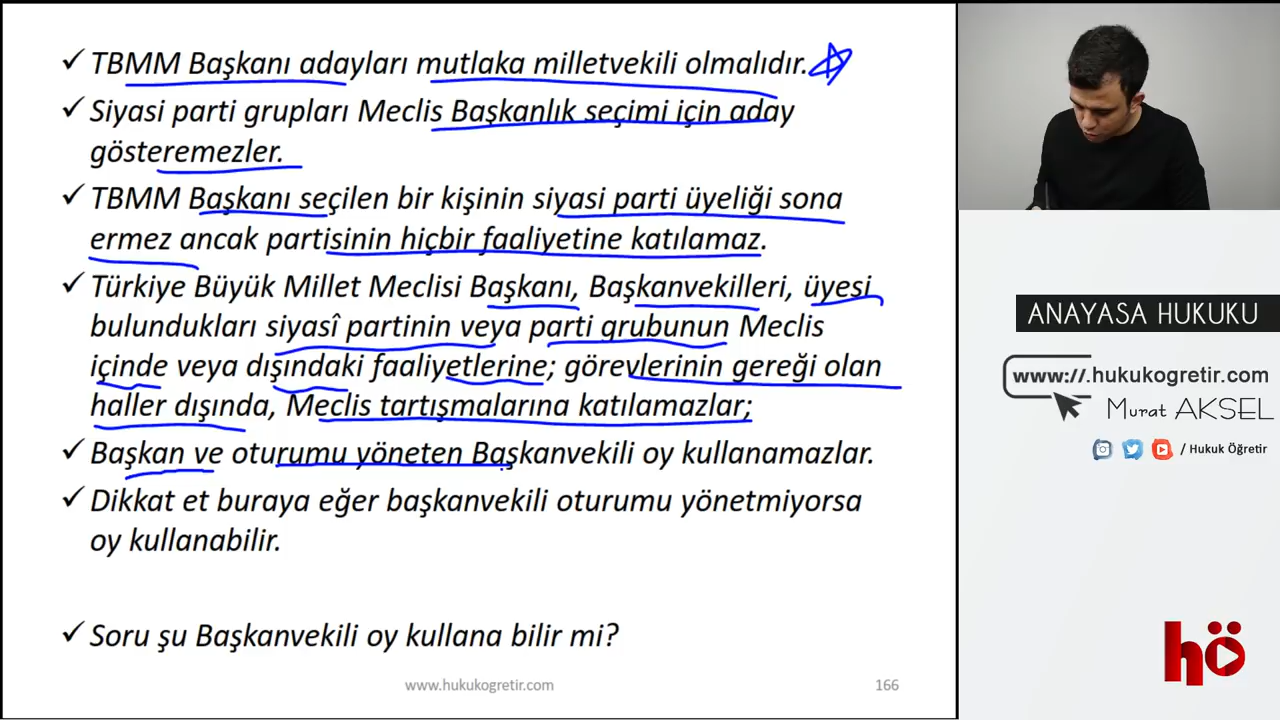 ✓ TBMM Başkanı adayları mutlaka milletvekili olmalıdır.
✓ Siyasi parti grupları Meclis Başkanlık seçimi için aday
gösteremezler.
✓ TBMM Başkanı seçilen bir kişinin siyasi parti üyeliği sona
ermez ancak partisinin hiçbir faaliyetine katılamaz.
✓ Türkiye Büyük Millet Meclisi Başkanı, Başkanvekilleri, üyesi
bulundukları siyasî partinin veya parti grubunun Meclis
içinde veya dışındaki faaliyetlerine; görevlerinin gereği olan
haller dışında, Meclis tartışmalarına katılamazlar;
✓ Başkan ve oturumu yöneten Başkanvekili oy kullanamazlar.
✓ Dikkat et buraya eğer başkanvekili oturumu yönetmiyorsa
oy kullanabilir.
✓ Soru şu Başkanvekili oy kullana bilir mi?
www.hukukogretir.com
166
ANAYASA HUKUKU
www://.hukukogretir.com
Murat AKSEL
/ Hukuk Öğretir
hö